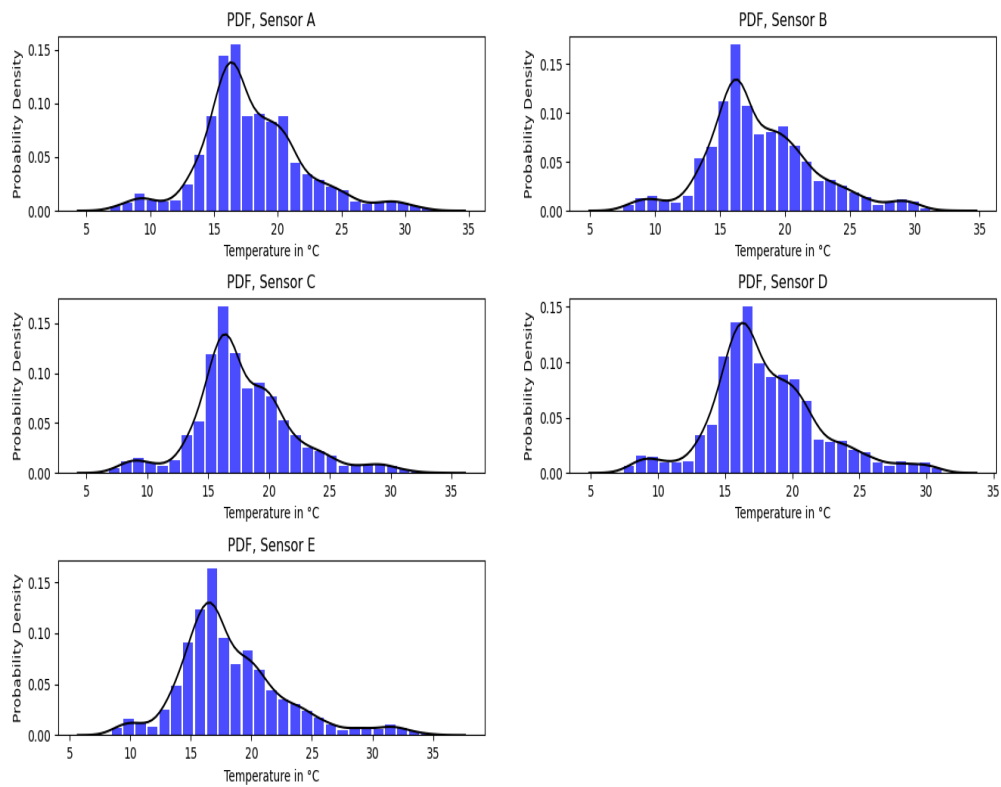 PDF, Sensor A
Probability Density
0.15
0.10
0.05
0.00
5 10 15 20 25 30 35
Temperature in °C
PDF, Sensor B
Probability Density
0.15
0.10
0.05
0.00
5 10 15 20 25 30 35
Temperature in °C
PDF, Sensor C
Probability Density
0.15
0.10
0.05
0.00
5 10 15 20 25 30 35
Temperature in °C
PDF, Sensor D
Probability Density
0.15
0.10
0.05
0.00
5 10 15 20 25 30 35
Temperature in °C
PDF, Sensor E
Probability Density
0.15
0.10
0.05
0.00
5 10 15 20 25 30 35
Temperature in °C